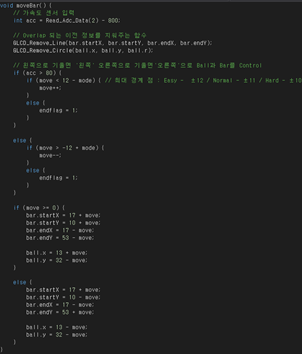 void moveBar() {
// 가속도 센서 입력
int acc = Read_Adc_Data(2) - 800;
// Overlap 되는 이전 정보를 지워주는 함수
GLCD_Remove_Line(bar.startX, bar.startY, bar.endX, bar.endY);
GLCD_Remove_Circle(ball.x, ball.y, ball.r);
// 왼쪽으로 기울면 '왼쪽' 오른쪽으로 기울면'오른쪽'으로 Ball과 Bar를 Control
if (acc > 80) {
if (move < 12 - mode) { // 최대 경계 점 : Easy - ±12 / Normal - ±11 / Hard - ±10
move++;
}
else {
endflag = 1;
}
}
else {
if (move > -12 + mode) {
move--;
}
else {
endflag = 1;
}
}
if (move >= 0) {
bar.startX = 17 + move;
bar.startY = 10 + move;
bar.endX = 17 - move;
bar.endY = 53 - move;
ball.x = 13 + move;
ball.y = 32 - move;
}
else {
bar.startX = 17 - move;
bar.startY = 10 - move;
bar.endX = 17 - move;
bar.endY = 53 + move;
ball.x = 13 - move;
ball.y = 32 - move;
}
}